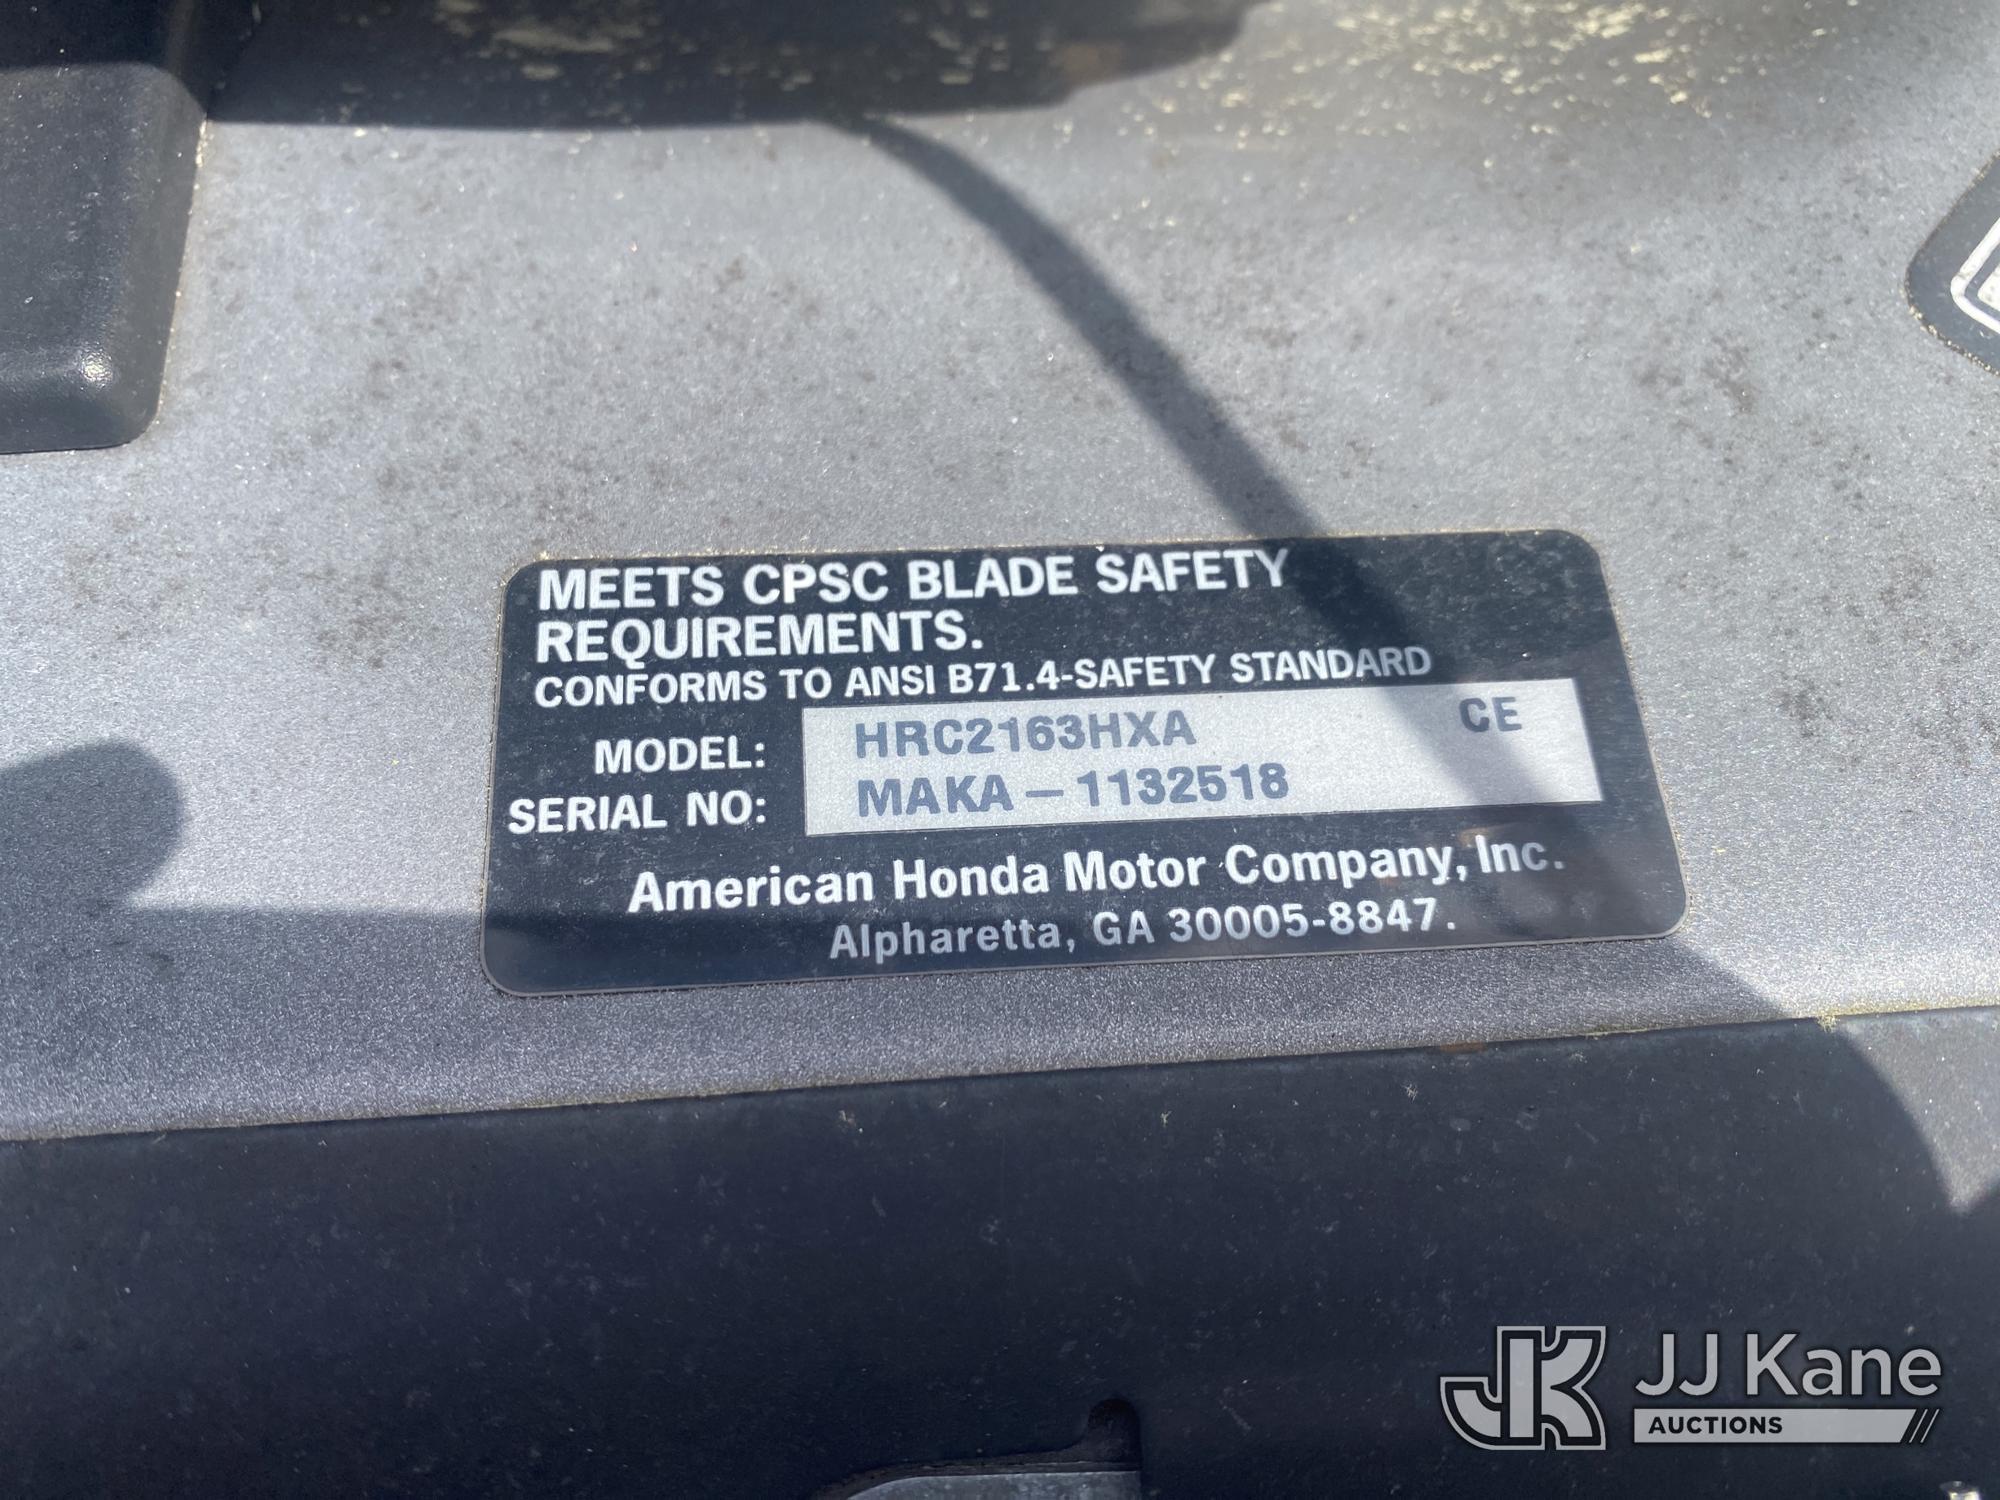 MEETS CPSC BLADE SAFETY
REQUIREMENTS.
CONFORMS TO ANSI B71.4-SAFETY STANDARD
MODEL: HRC2163HXA CE
SERIAL NO: MAKA-1132518
American Honda Motor Company, Inc.
Alpharetta, GA 30005-8847.
JK JJ Kane
AUCTIONS